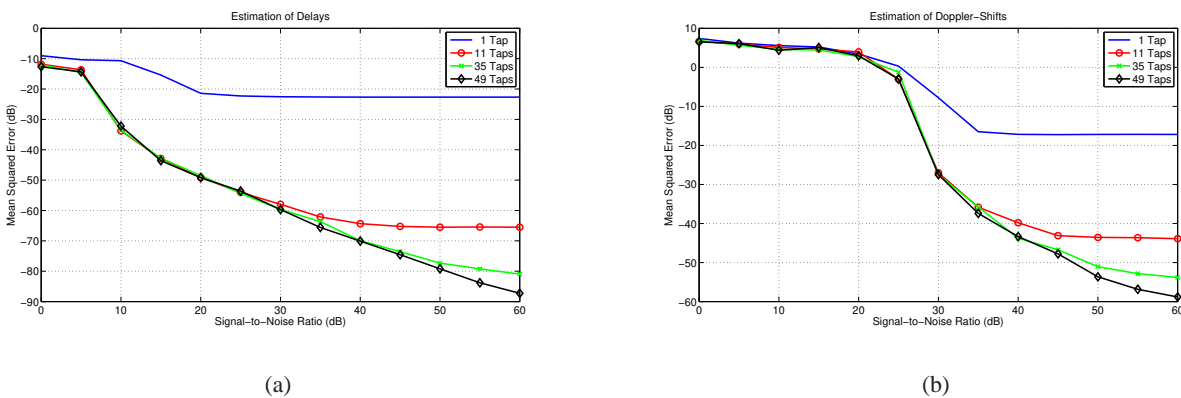 Estimation of Delays
Mean Squared Error (dB)
0
−10
−20
−30
−40
−50
−60
−70
−80
−90
0 10 20 30 40 50 60
Signal−to−Noise Ratio (dB)
1 Tap
11 Taps
35 Taps
49 Taps
(a)
Estimation of Doppler−Shifts
Mean Squared Error (dB)
10
0
−10
−20
−30
−40
−50
−60
0 10 20 30 40 50 60
Signal−to−Noise Ratio (dB)
1 Tap
11 Taps
35 Taps
49 Taps
(b)